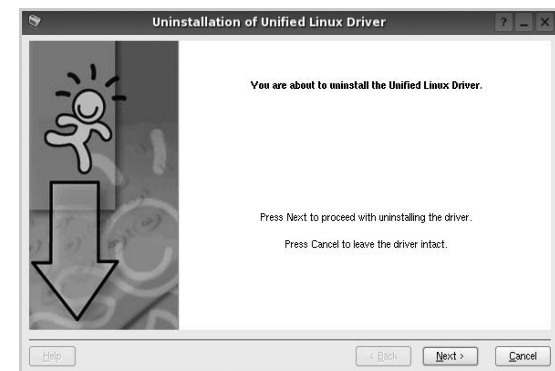 Uninstallation of Unified Linux Driver
You are about to uninstall the Unified Linux Driver.
Press Next to proceed with uninstalling the driver.
Press Cancel to leave the driver intact.
Help
< Back
Next >
Cancel